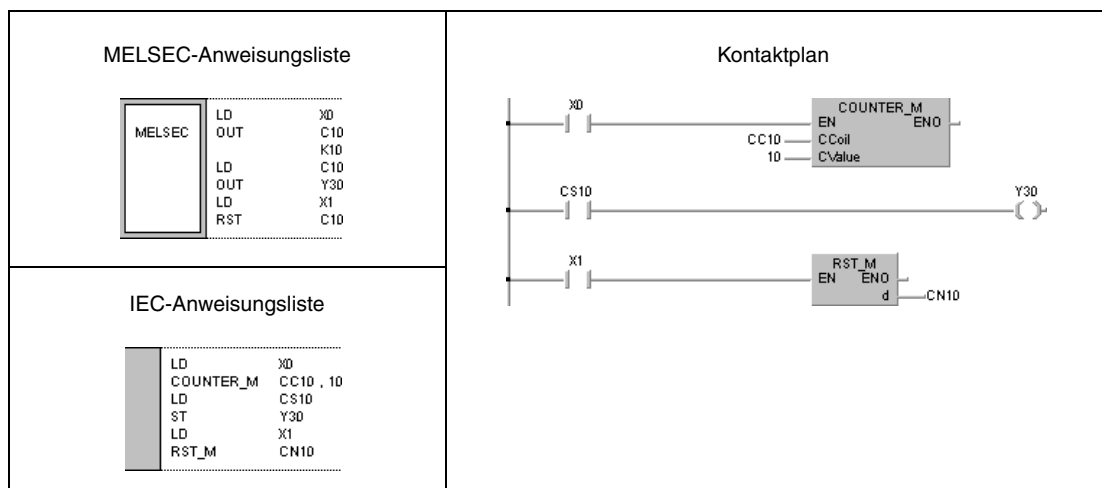 MELSEC-Anweisungsliste
MELSEC
LD X0
OUT C10
K10
LD C10
OUT Y30
LD X1
RST C10
IEC-Anweisungsliste
LD X0
COUNTER_M CC10 , 10
LD CS10
ST Y30
LD X1
RST_M CN10
Kontaktplan
X0
COUNTER_M
EN ENO
CC10 CCoil
10 CValue
CS10 Y30
X1
RST_M
EN ENO
d CN10